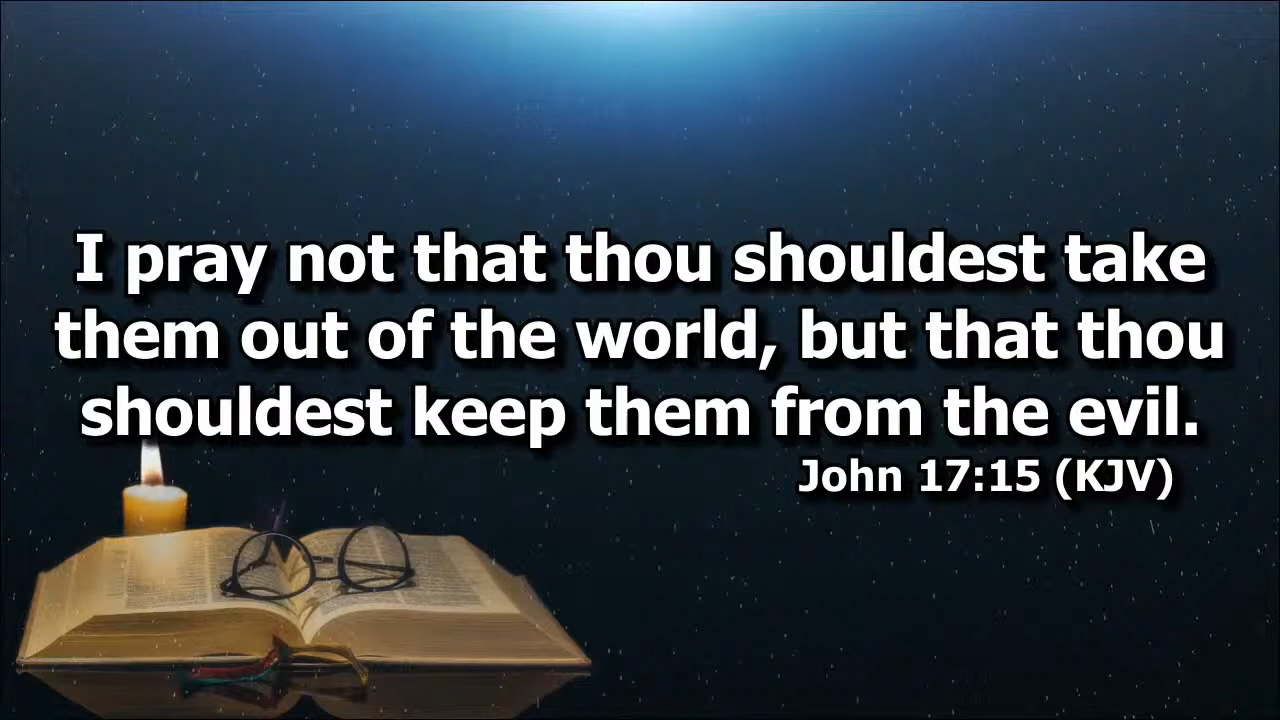 I pray not that thou shouldest take
them out of the world, but that thou
shouldest keep them from the evil.
John 17:15 (KJV)